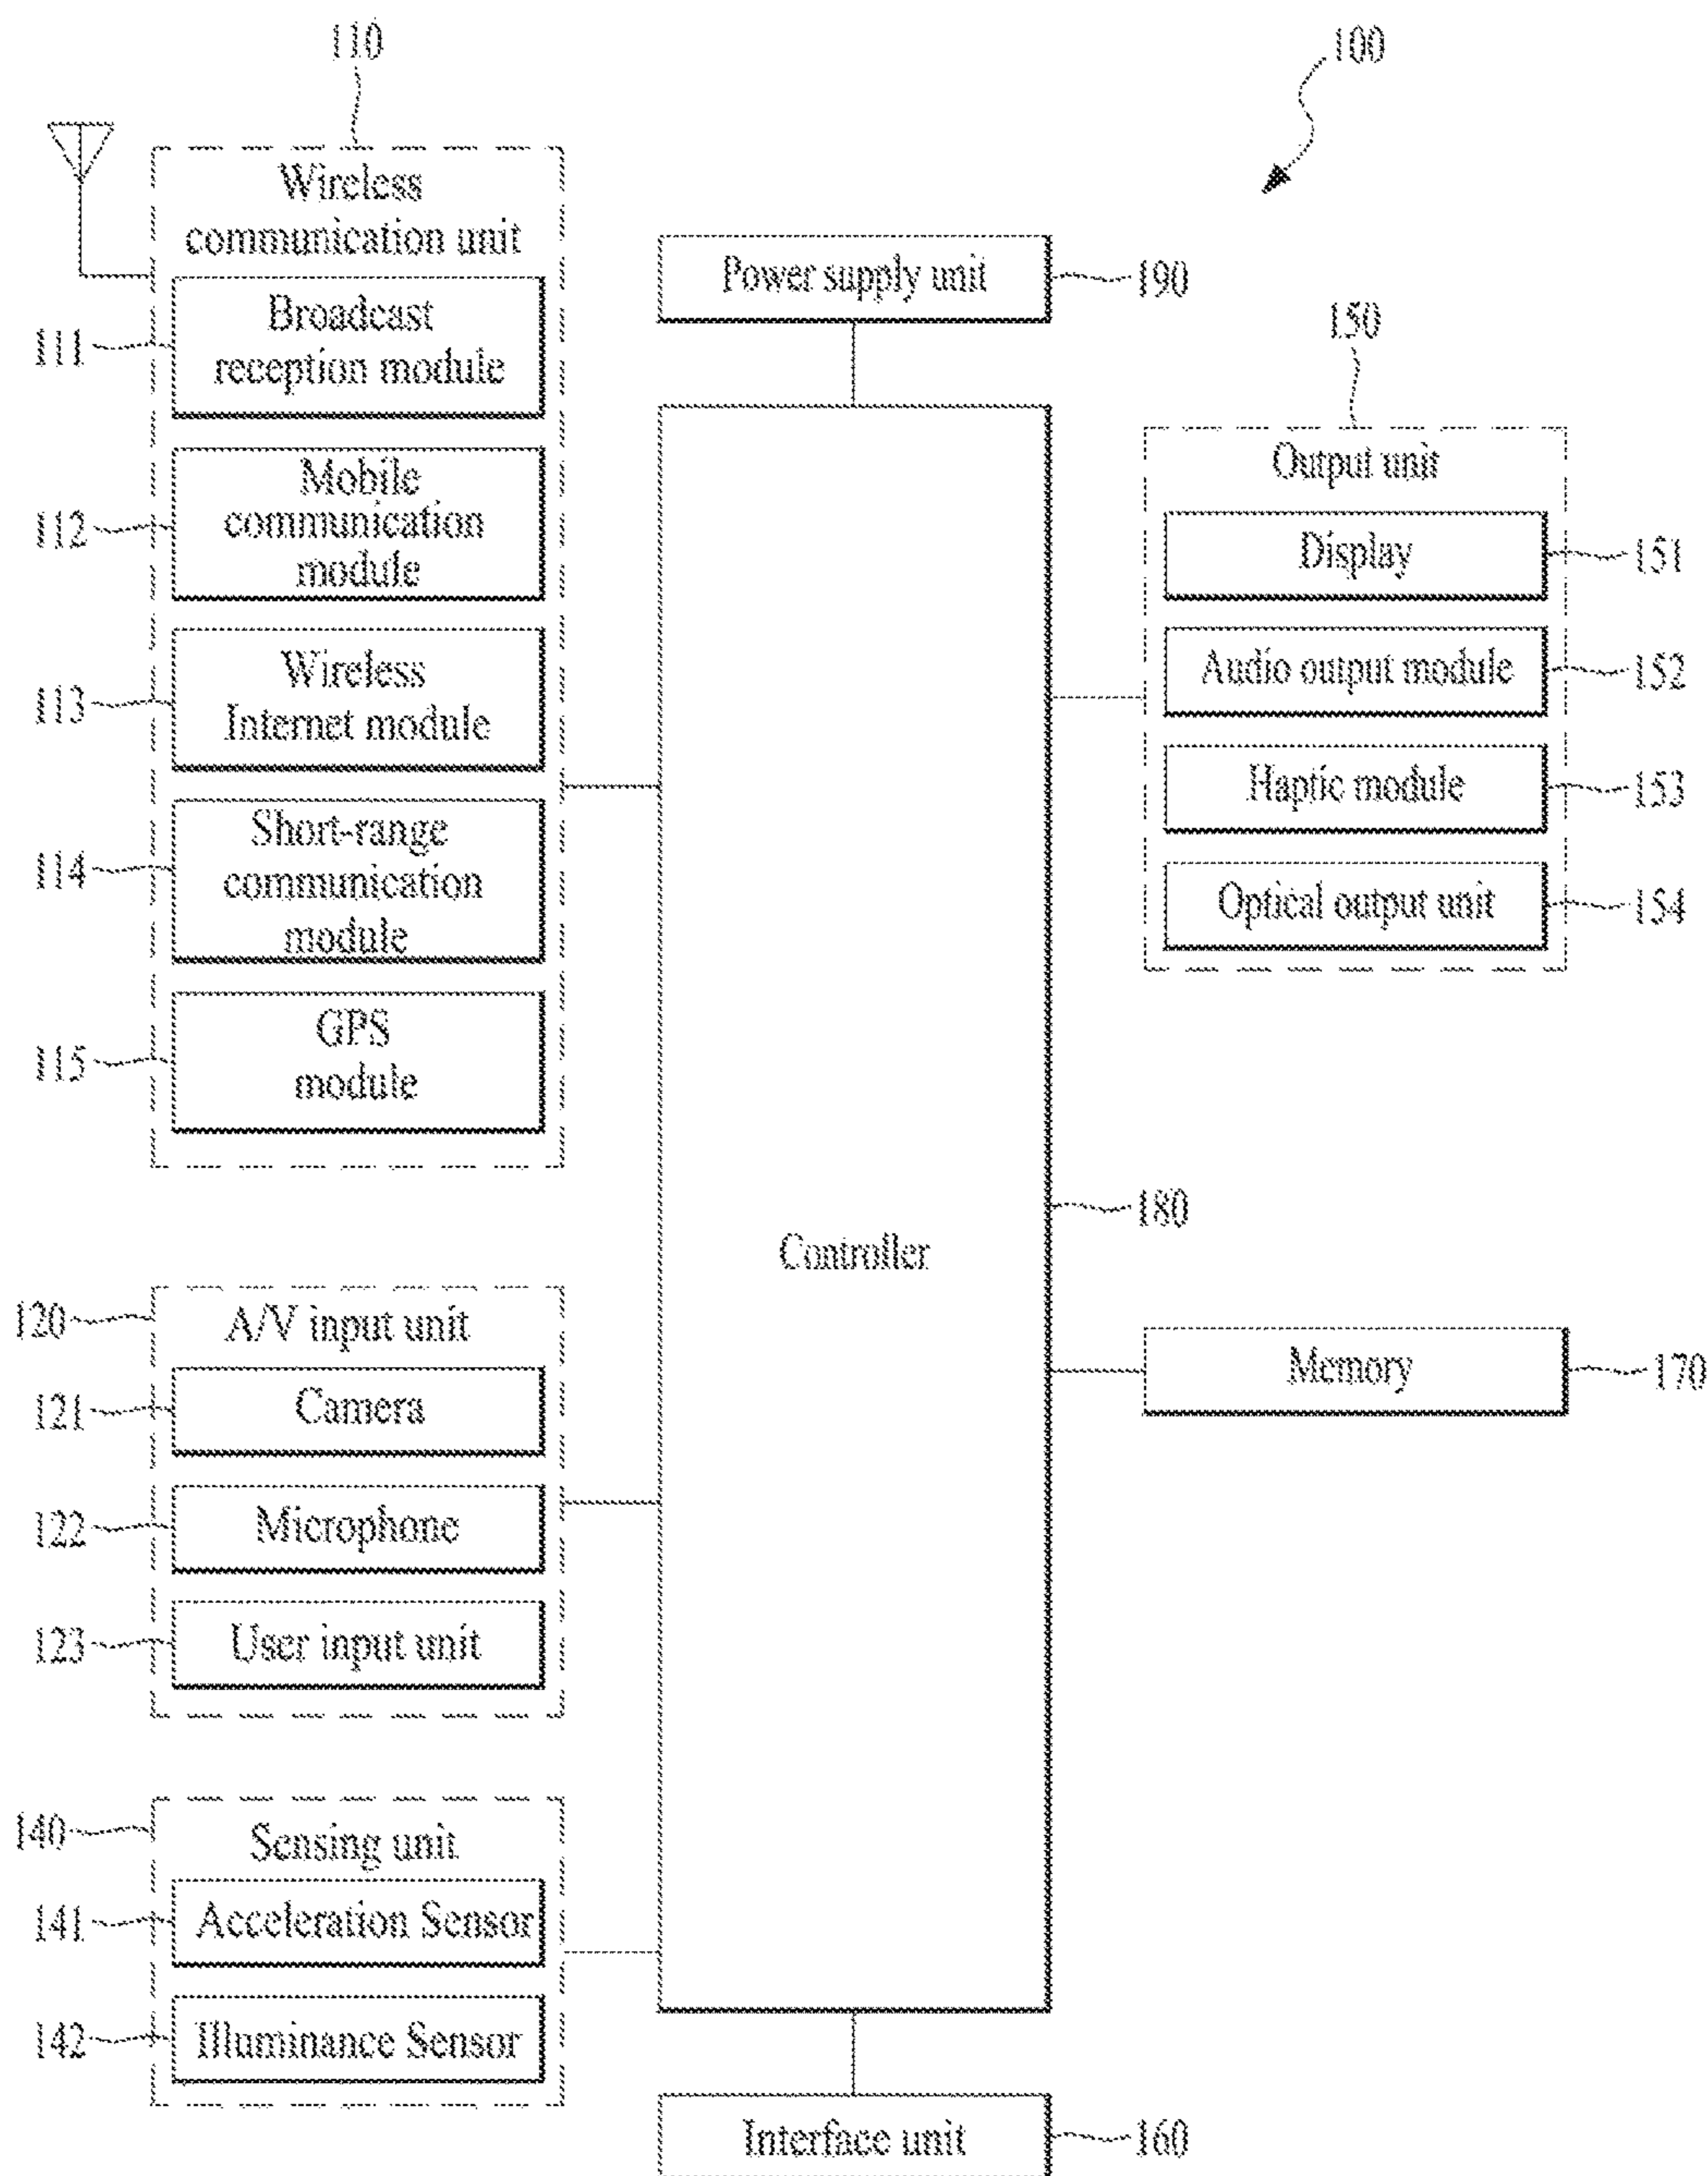 110
100
Wireless
communication unit
111
Broadcast
reception module
112
Mobile
communication
module
113
Wireless
Internet module
114
Short-range
communication
module
115
GPS
module
120
A/V input unit
121
Camera
122
Microphone
123
User input unit
140
Sensing unit
141
Acceleration Sensor
142
Illuminance Sensor
Power supply unit
190
Controller
180
Interface unit
160
150
Output unit
Display
151
Audio output module
152
Haptic module
153
Optical output unit
154
Memory
170